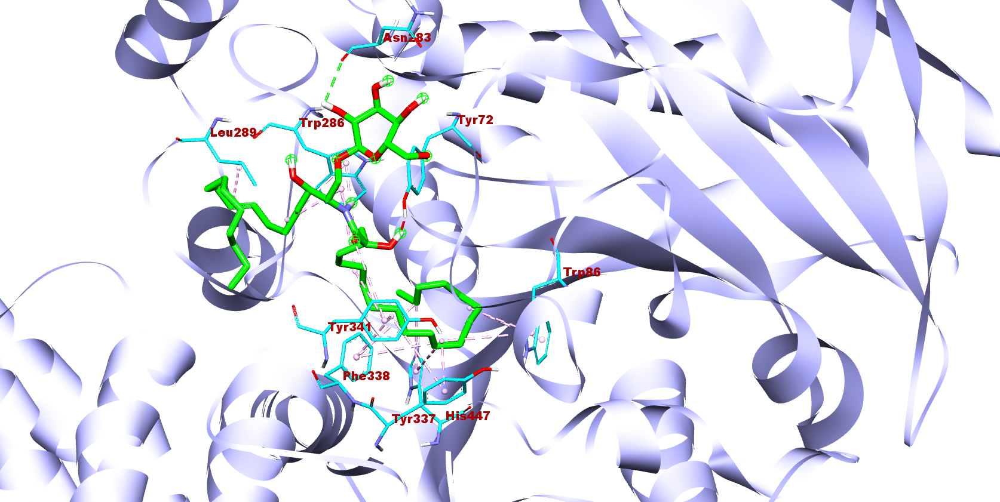 Asn283
Trp286
Tyr72
Leu289
Trp86
Tyr341
Phe338
Tyr337
His447